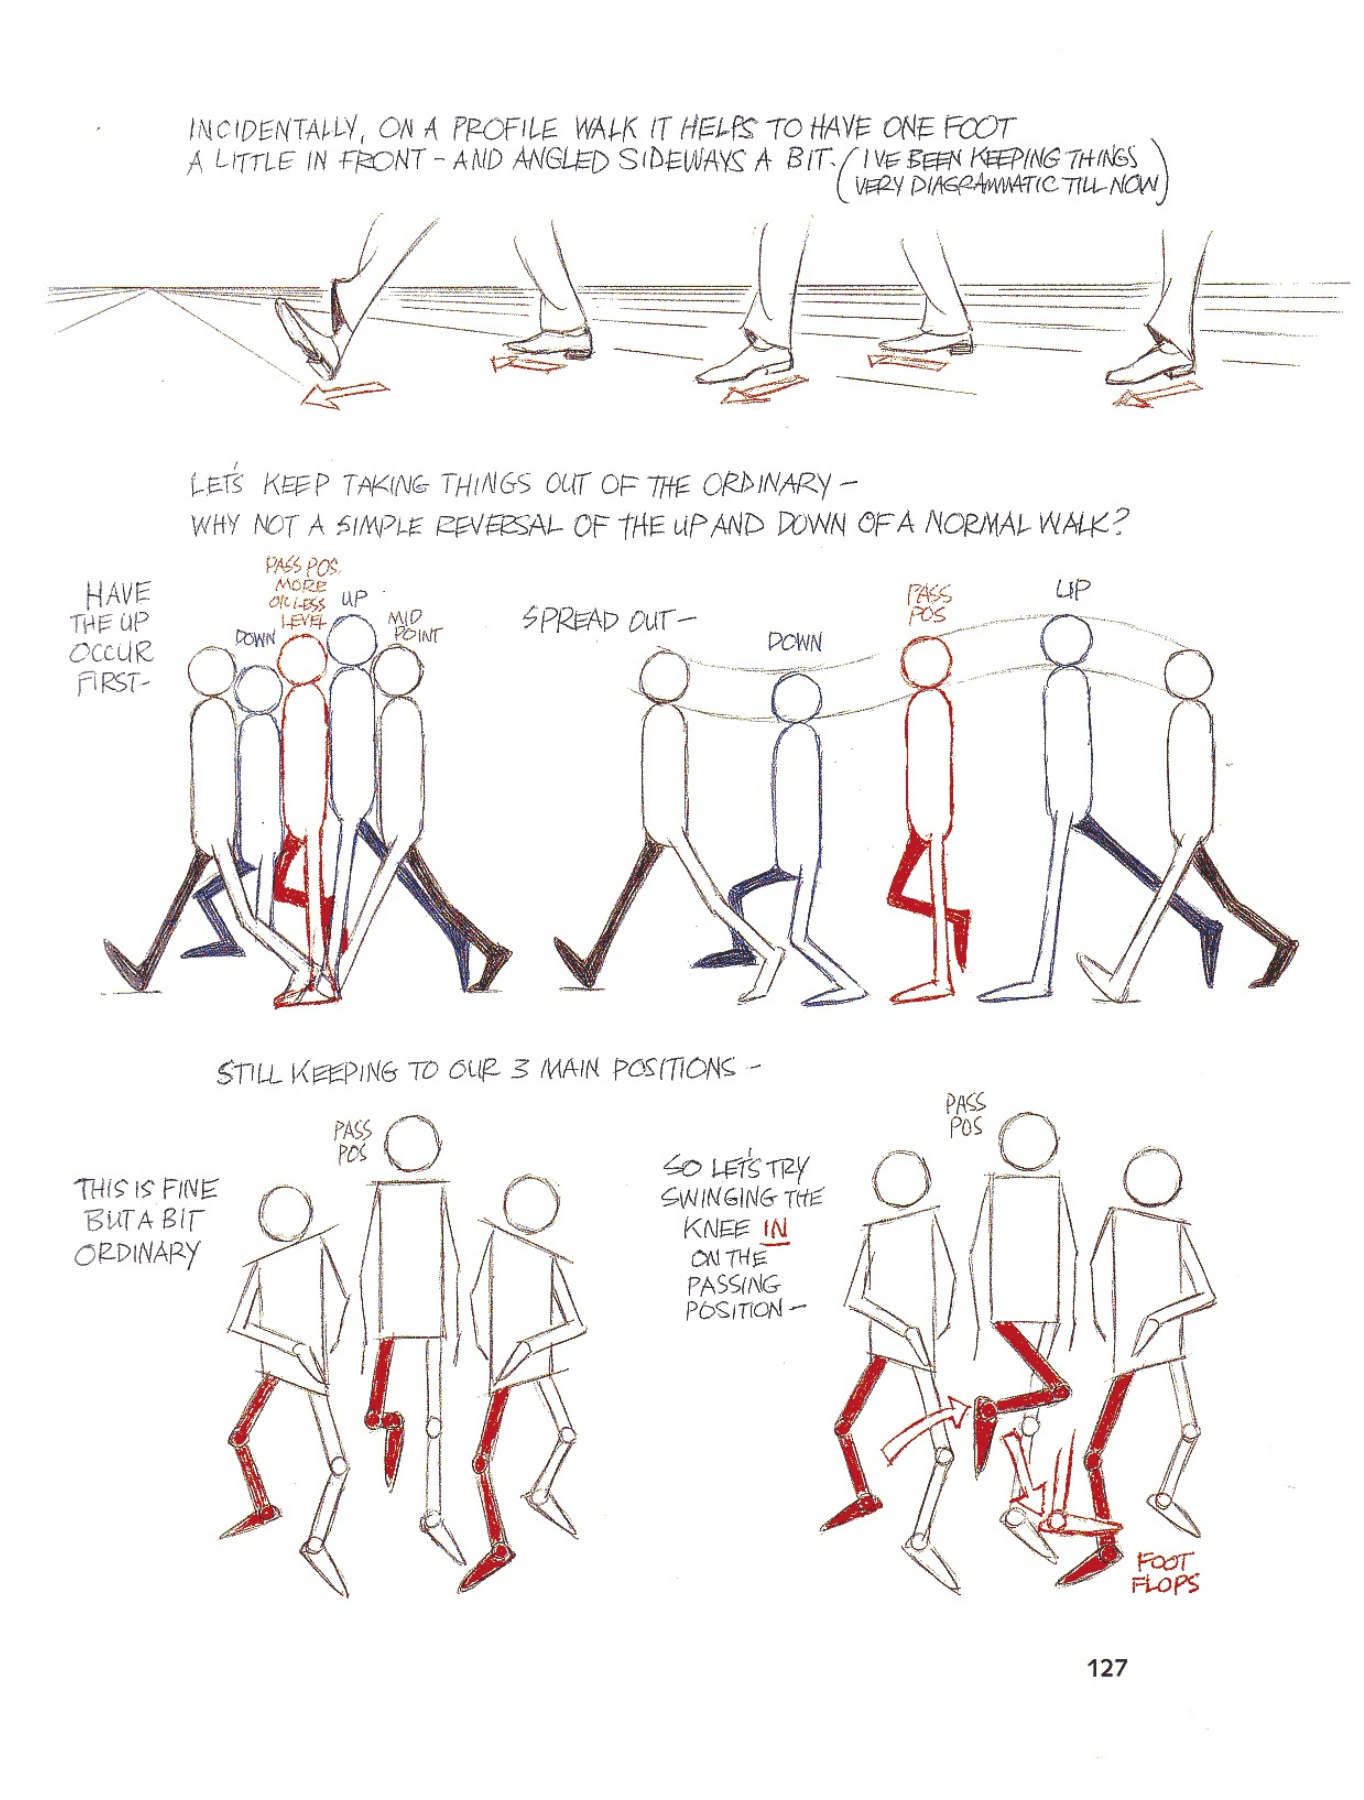 INCIDENTALLY, ON A PROFILE WALK IT HELPS TO HAVE ONE FOOT
A LITTLE IN FRONT – AND ANGLED SIDEWAYS A BIT. (I'VE BEEN KEEPING THINGS
VERY DIAGRAMMATIC TILL NOW)
LET'S KEEP TAKING THINGS OUT OF THE ORDINARY –
WHY NOT A SIMPLE REVERSAL OF THE UP AND DOWN OF A NORMAL WALK?
HAVE
THE UP
OCCUR
FIRST-
DOWN
PASS POS.
MORE
OR LESS
LEVEL
UP
MID
POINT
SPREAD OUT –
DOWN
PASS
POS
UP
STILL KEEPING TO OUR 3 MAIN POSITIONS –
THIS IS FINE
BUT A BIT
ORDINARY
PASS
POS
SO LET'S TRY
SWINGING THE
KNEE IN
ON THE
PASSING
POSITION –
PASS
POS
FOOT
FLOPS
127